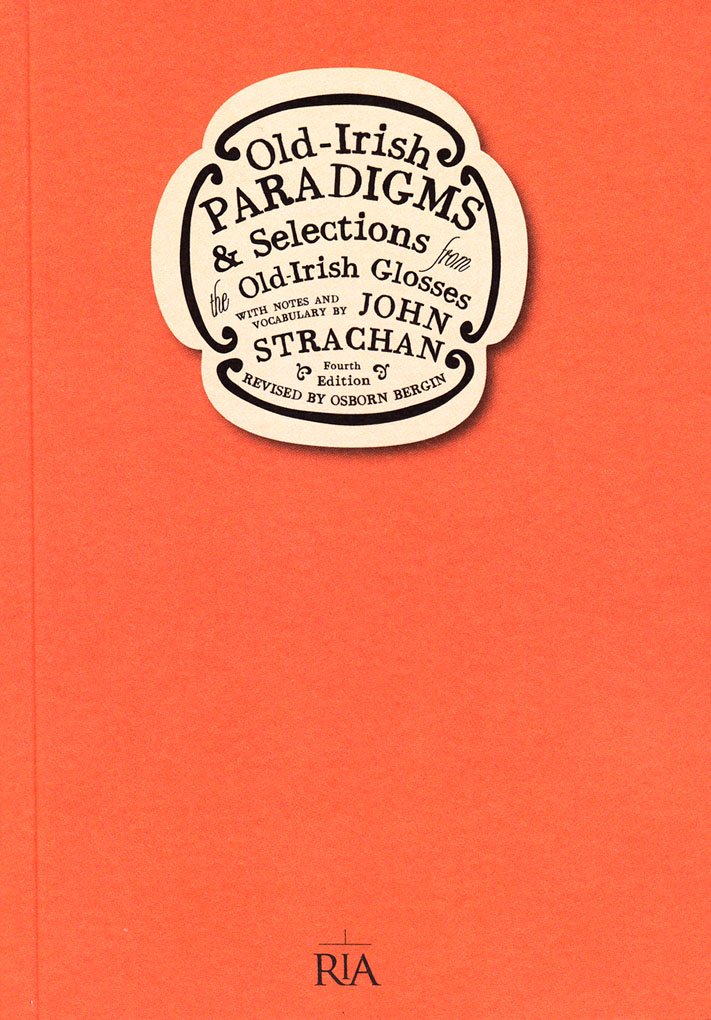 Old-Irish
PARADIGMS
& Selections from
the Old-Irish Glosses
WITH NOTES AND
VOCABULARY BY JOHN
STRACHAN
Fourth
Edition
REVISED BY OSBORN BERGIN
RIA